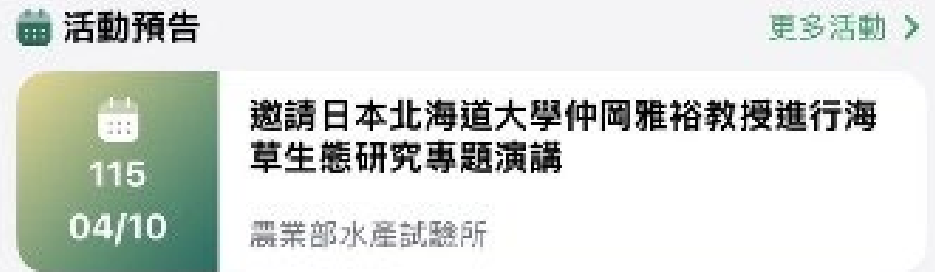 活動預告
更多活動
115
04/10
邀請日本北海道大學仲岡雅裕教授進行海
草生態研究專題演講
農業部水產試驗所